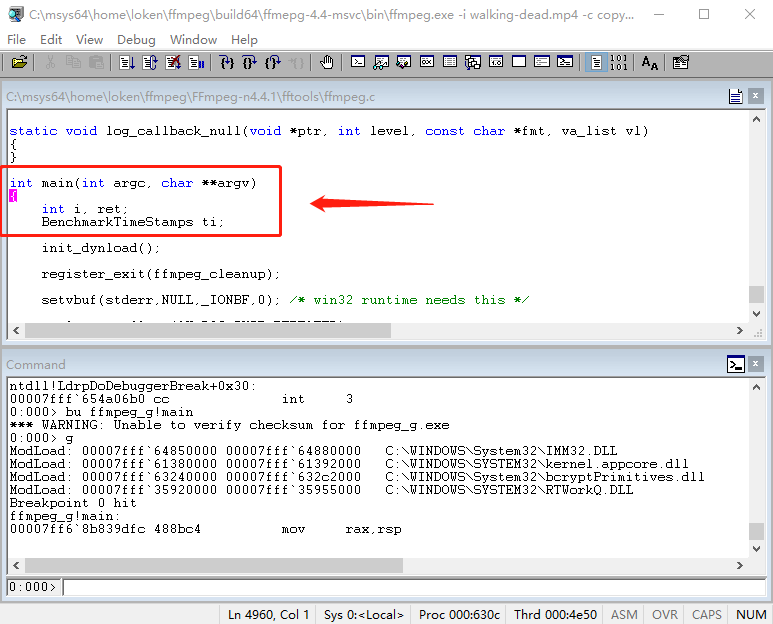 C:\msys64\home\loken\ffmpeg\build64\ffmepg-4.4-msvc\bin\ffmpeg.exe -i walking-dead.mp4 -c copy...
File Edit View Debug Window Help
C:\msys64\home\loken\ffmpeg\FFmpeg-n4.4.1\fftools\ffmpeg.c
static void log_callback_null(void *ptr, int level, const char *fmt, va_list vl)
{
}
int main(int argc, char **argv)
{
int i, ret;
BenchmarkTimeStamps ti;
init_dynload();
register_exit(ffmpeg_cleanup);
setvbuf(stderr,NULL,_IONBF,0); /* win32 runtime needs this */
Command
ntdll!LdrpDoDebuggerBreak+0x30:
00007fff`654a06b0 cc int 3
0:000> bu ffmpeg_g!main
*** WARNING: Unable to verify checksum for ffmpeg_g.exe
0:000> g
ModLoad: 00007fff`64850000 00007fff`64880000 C:\WINDOWS\System32\IMM32.DLL
ModLoad: 00007fff`61380000 00007fff`61392000 C:\WINDOWS\SYSTEM32\kernel.appcore.dll
ModLoad: 00007fff`63240000 00007fff`632c2000 C:\WINDOWS\System32\bcryptPrimitives.dll
ModLoad: 00007fff`35920000 00007fff`35955000 C:\WINDOWS\SYSTEM32\RTWorkQ.DLL
Breakpoint 0 hit
ffmpeg_g!main:
00007ff6`8b839dfc 488bc4 mov rax,rsp
0:000>
Ln 4960, Col 1 Sys 0:<Local> Proc 000:630c Thrd 000:4e50 ASM OVR CAPS NUM